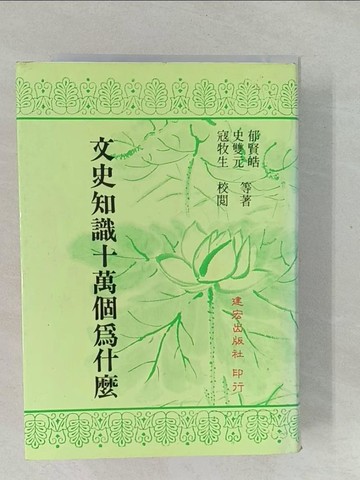 郁賢皓
史雙元 等著
寇牧生 校閱
文史知識十萬個爲什麼
建宏出版社 印行